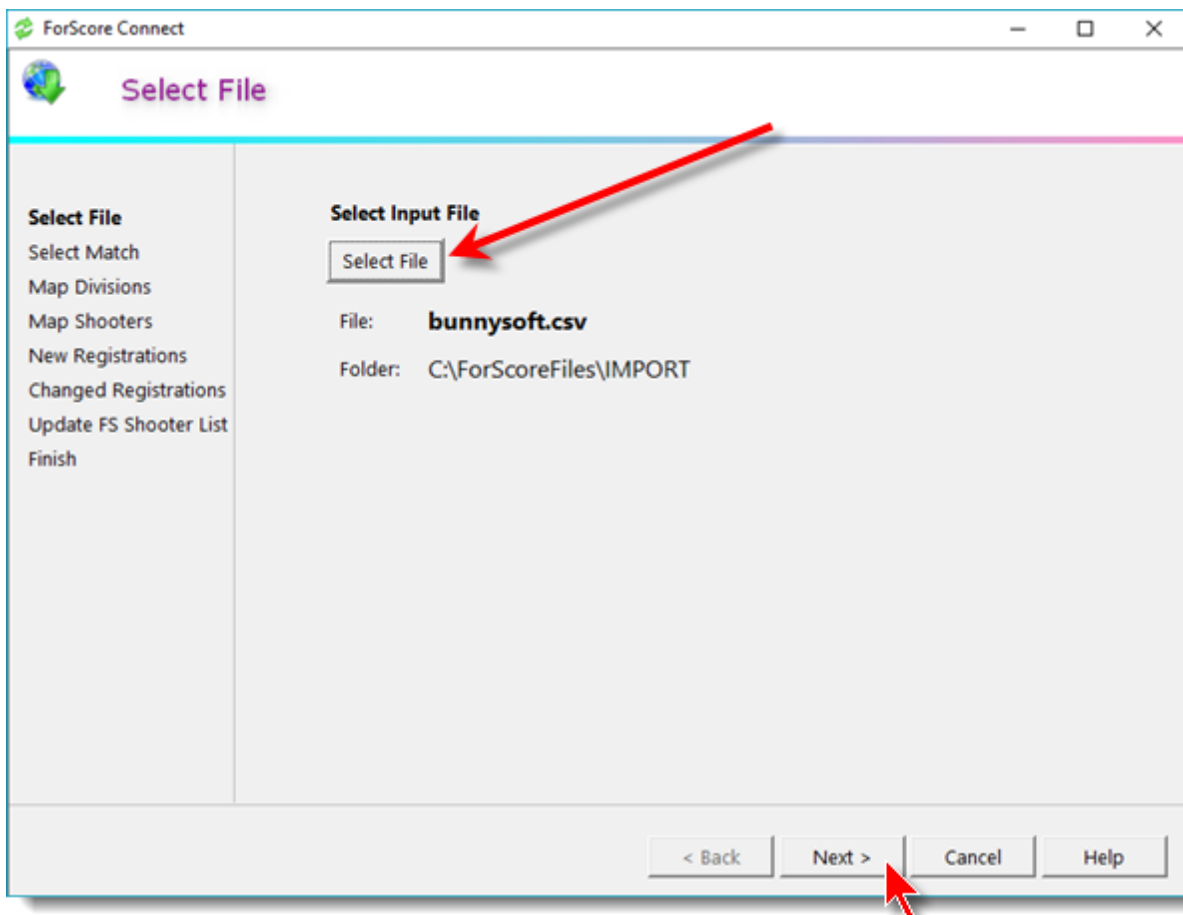 ForScore Connect
Select File
Select File
Select Match
Map Divisions
Map Shooters
New Registrations
Changed Registrations
Update FS Shooter List
Finish
Select Input File
Select File
File: bunnysoft.csv
Folder: C:\ForScoreFiles\IMPORT
< Back Next > Cancel Help